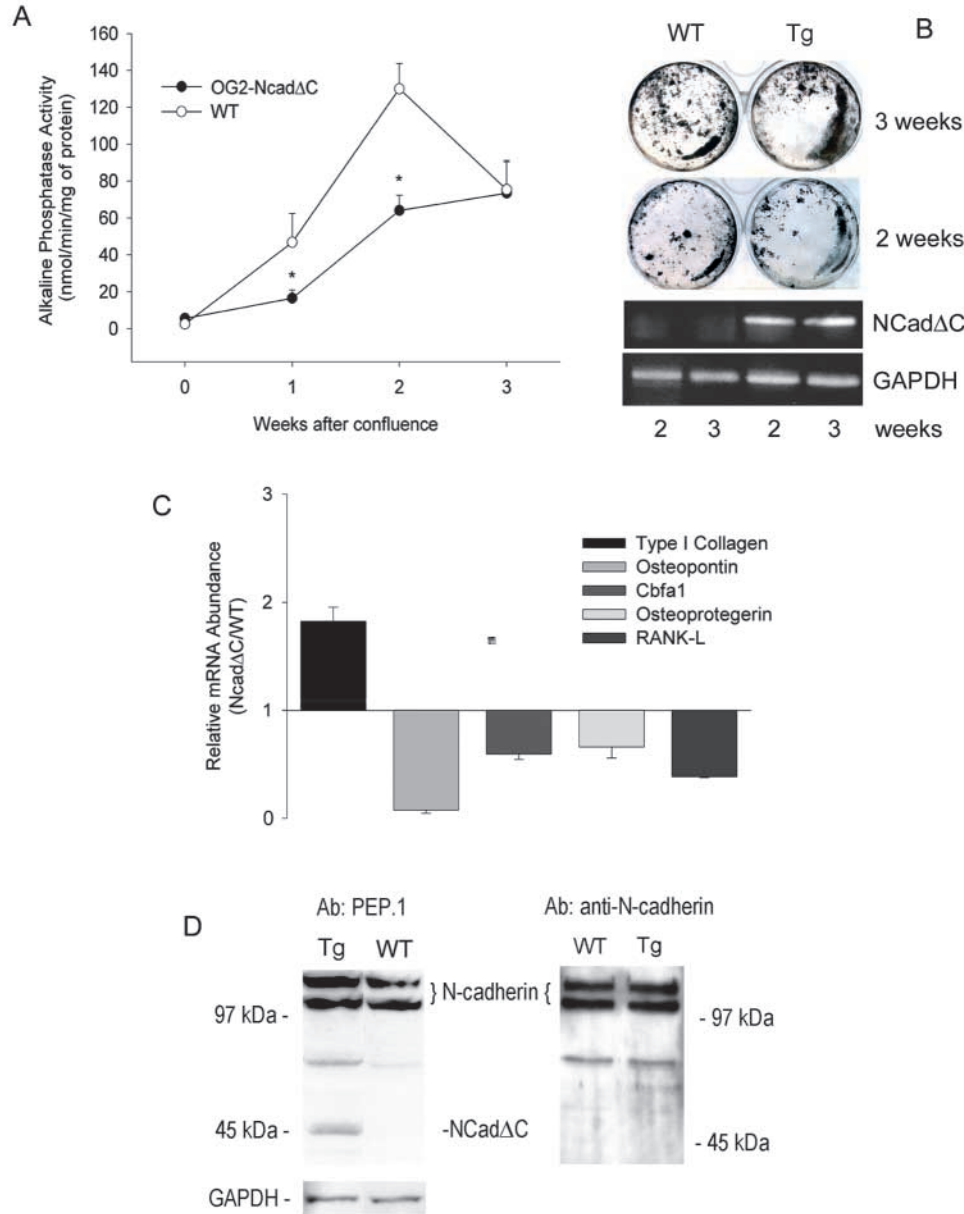 A
160
140
120
100
80
60
40
20
0
Alkaline Phosphatase Activity
(nmol/min/mg of protein)
OG2-NcadΔC
WT
*
*
0 1 2 3
Weeks after confluence
B
WT Tg
3 weeks
2 weeks
NCadΔC
GAPDH
2 3 2 3 weeks
C
3
2
1
0
Relative mRNA Abundance
(NcadΔC/WT)
Type I Collagen
Osteopontin
Cbfa1
Osteoprotegerin
RANK-L
D
Ab: PEP.1
Tg WT
Ab: anti-N-cadherin
WT Tg
} N-cadherin {
97 kDa -
- 97 kDa
45 kDa -
-NCadΔC
- 45 kDa
GAPDH -